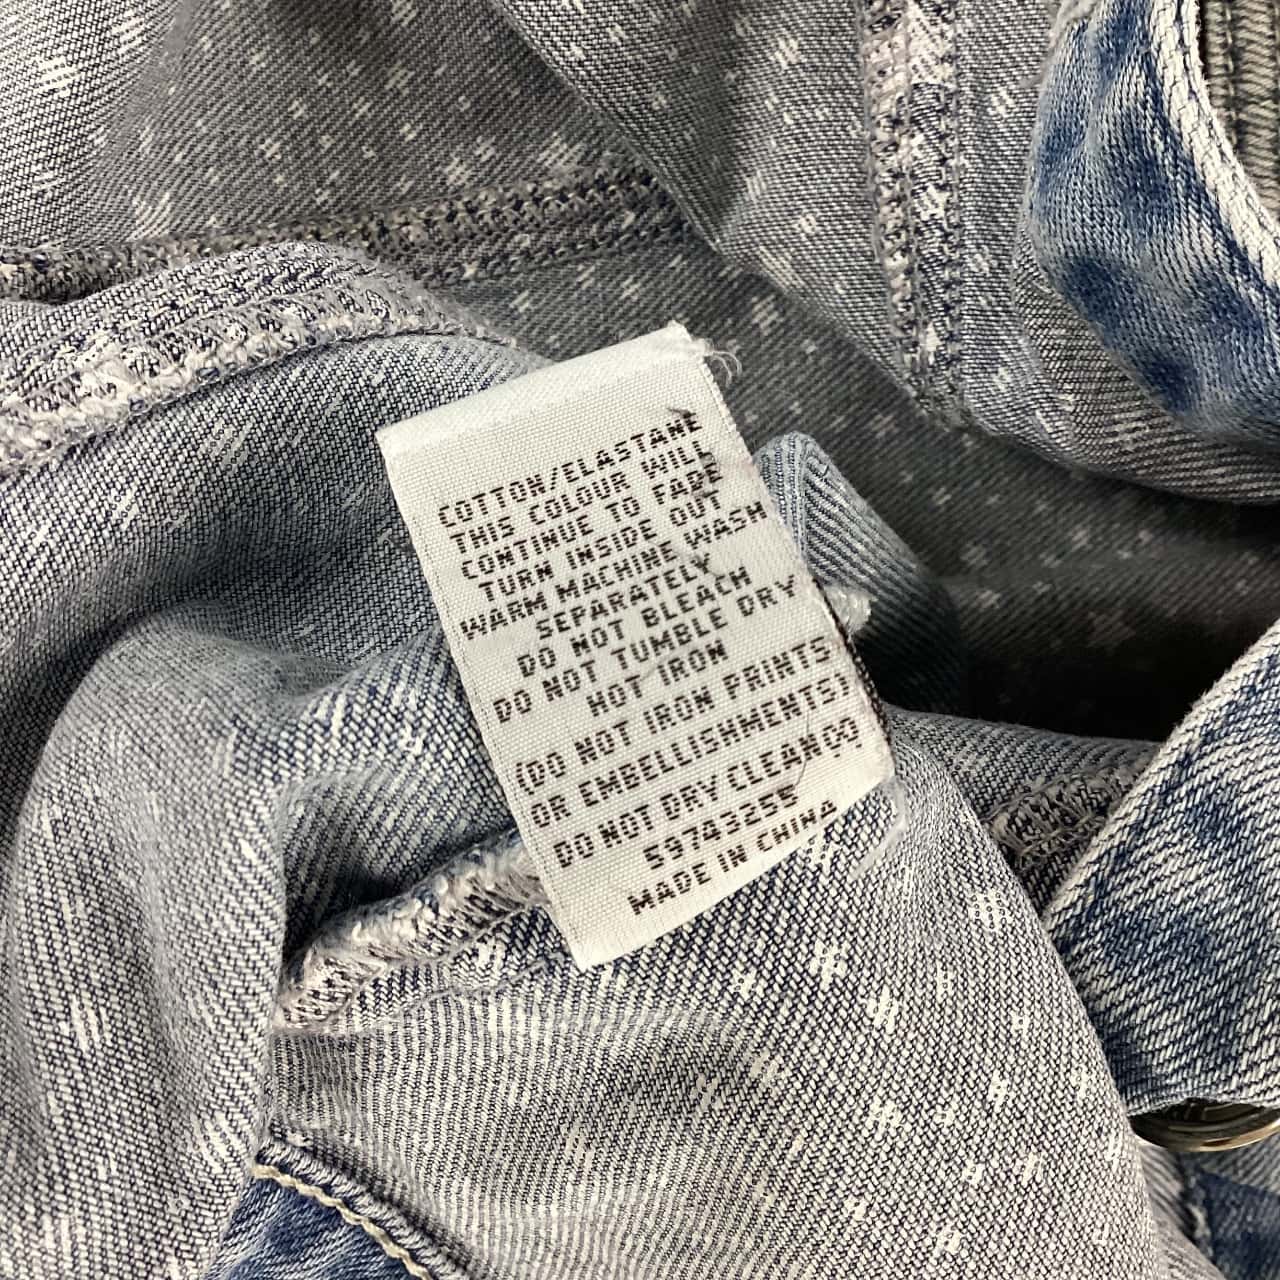 COTTON/ELASTANE
THIS COLOUR WILL
CONTINUE TO FADE
TURN INSIDE OUT
WARM MACHINE WASH
SEPARATELY
DO NOT BLEACH
DO NOT TUMBLE DRY
HOT IRON
(DO NOT IRON PRINTS
OR EMBELLISHMENTS)
DO NOT DRY CLEAN (X)
59743255
MADE IN CHINA